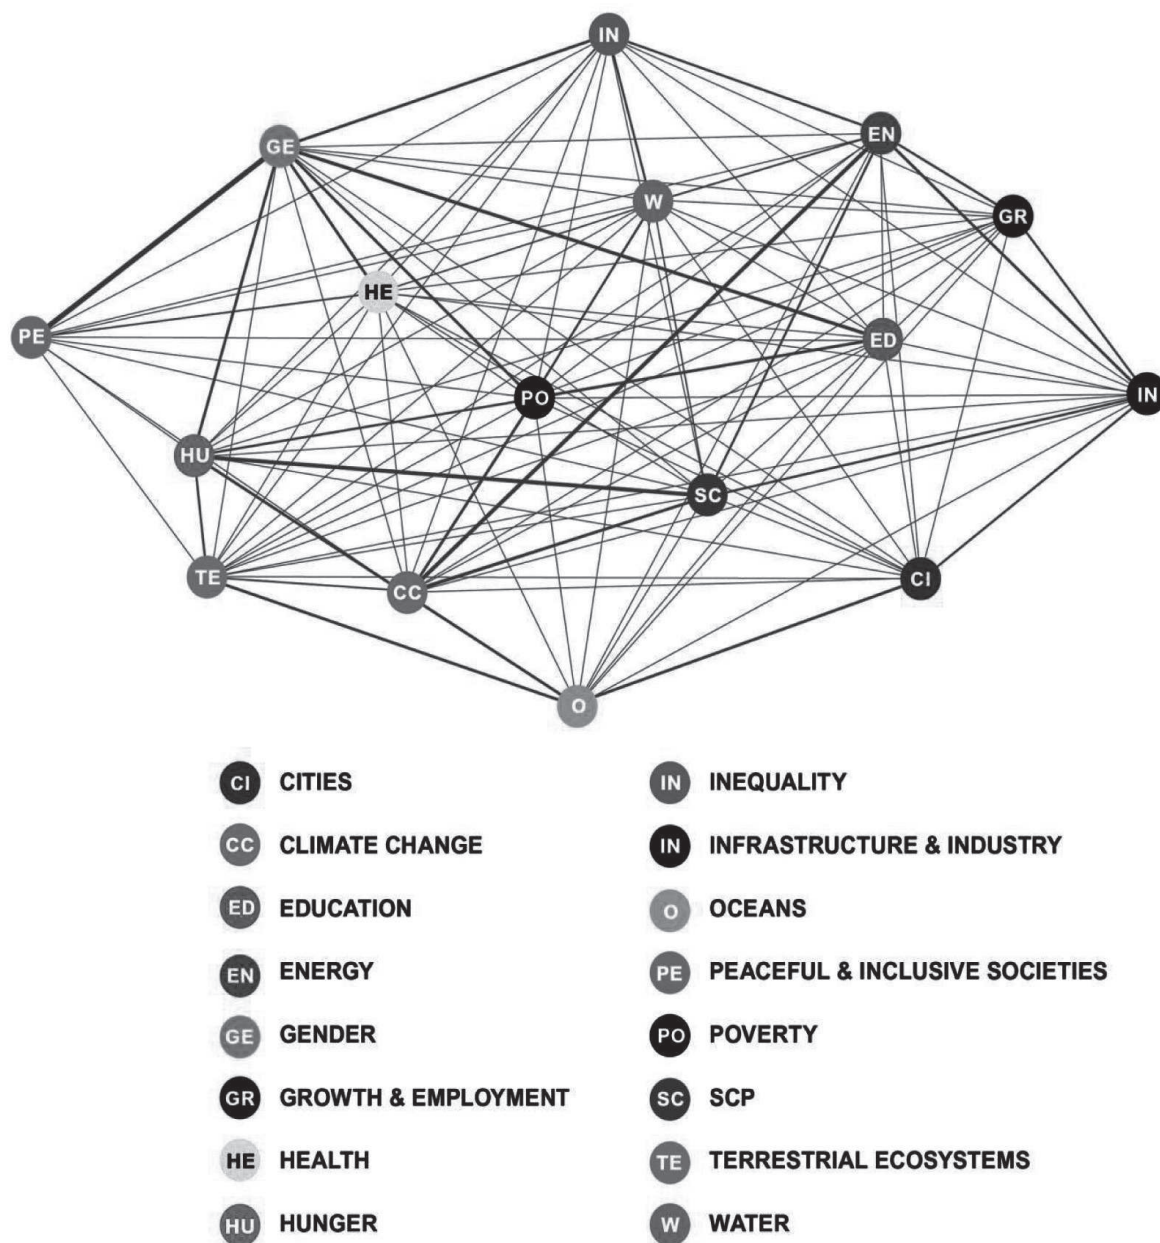 IN
GE
EN
W
GR
HE
PE
ED
PO
IN
HU
SC
TE
CC
CI
O
CI CITIES
IN INEQUALITY
CC CLIMATE CHANGE
IN INFRASTRUCTURE & INDUSTRY
ED EDUCATION
O OCEANS
EN ENERGY
PE PEACEFUL & INCLUSIVE SOCIETIES
GE GENDER
PO POVERTY
GR GROWTH & EMPLOYMENT
SC SCP
HE HEALTH
TE TERRESTRIAL ECOSYSTEMS
HU HUNGER
W WATER